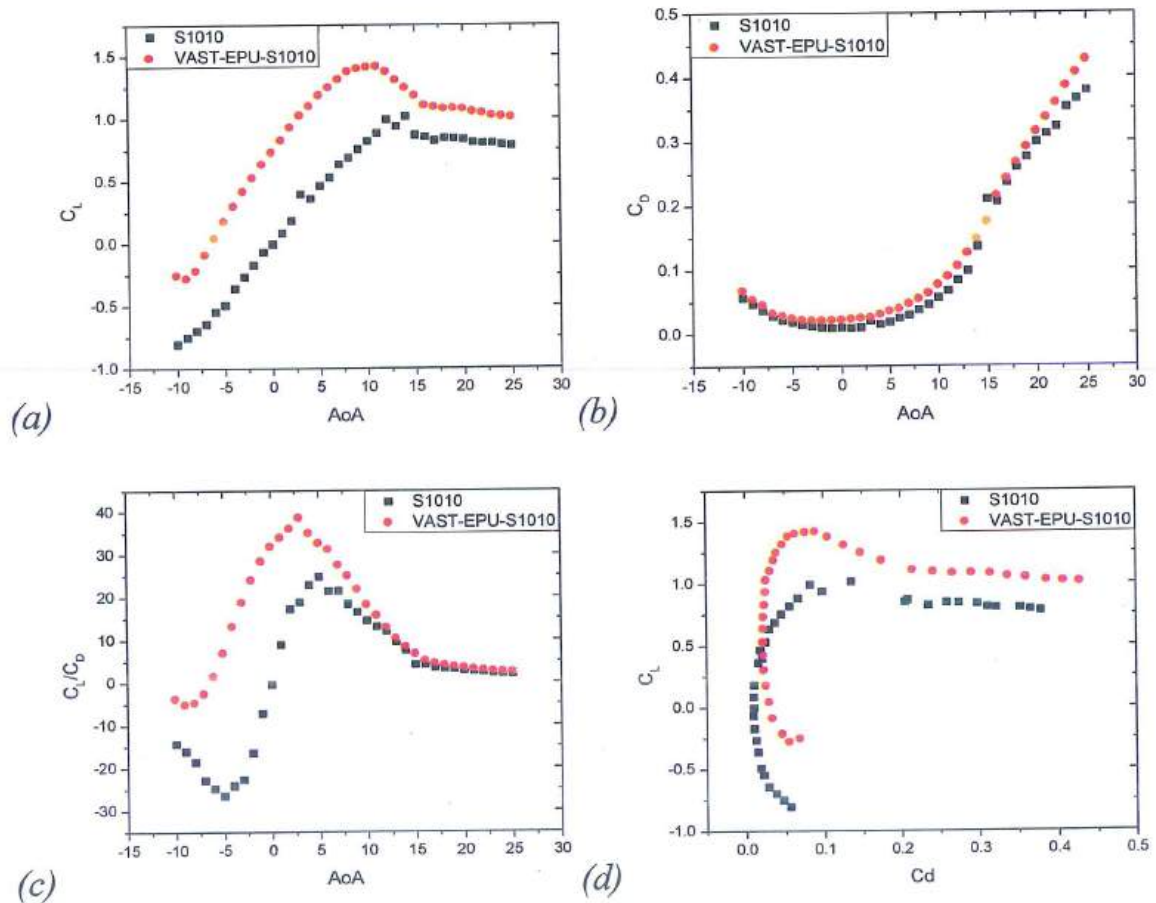 S1010
VAST-EPU-S1010
1.5
1.0
0.5
0.0
-0.5
-1.0
C_L
-15 -10 -5 0 5 10 15 20 25 30
AoA
(a)
S1010
VAST-EPU-S1010
0.5
0.4
0.3
0.2
0.1
0.0
C_D
-15 -10 -5 0 5 10 15 20 25 30
AoA
(b)
S1010
VAST-EPU-S1010
40
30
20
10
0
-10
-20
-30
C_L/C_D
-15 -10 -5 0 5 10 15 20 25 30
AoA
(c)
S1010
VAST-EPU-S1010
1.5
1.0
0.5
0.0
-0.5
-1.0
C_L
0.0 0.1 0.2 0.3 0.4 0.5
Cd
(d)